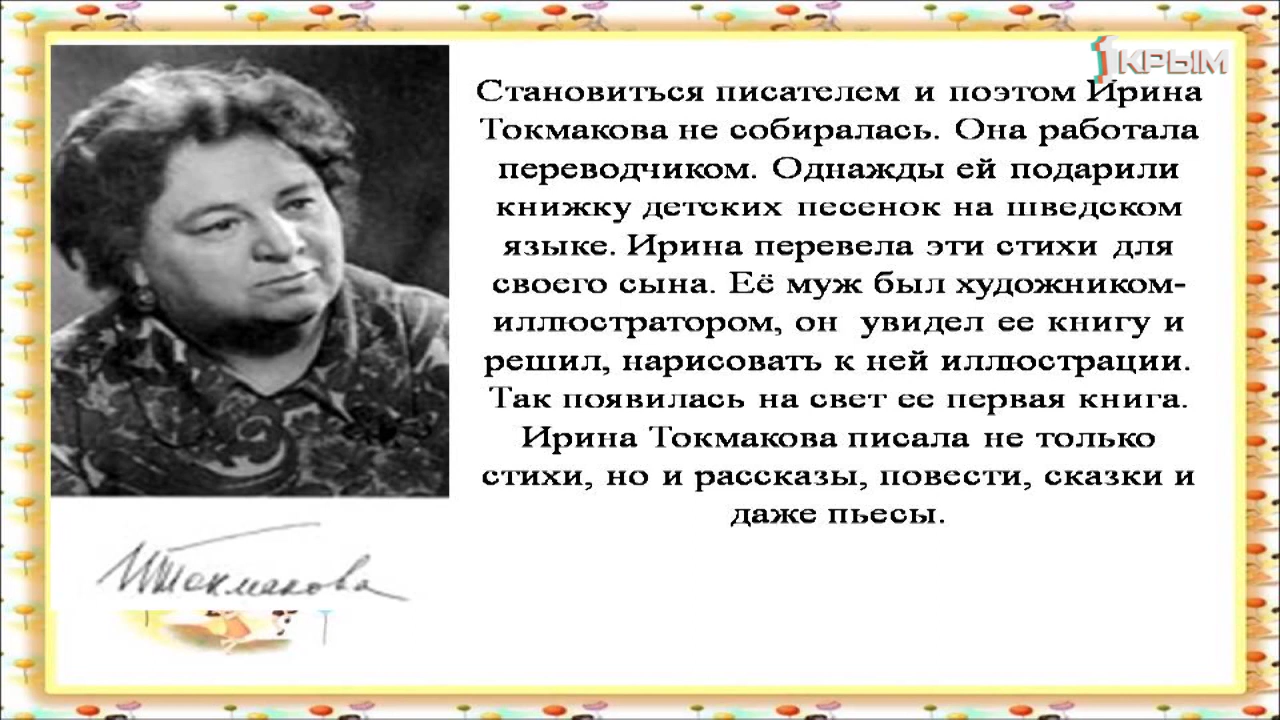 1КРЫМ
Становиться писателем и поэтом Ирина
Токмакова не собиралась. Она работала
переводчиком. Однажды ей подарили
книжку детских песенок на шведском
языке. Ирина перевела эти стихи для
своего сына. Её муж был художником-
иллюстратором, он увидел ее книгу и
решил, нарисовать к ней иллюстрации.
Так появилась на свет ее первая книга.
Ирина Токмакова писала не только
стихи, но и рассказы, повести, сказки и
даже пьесы.
ИТокмакова